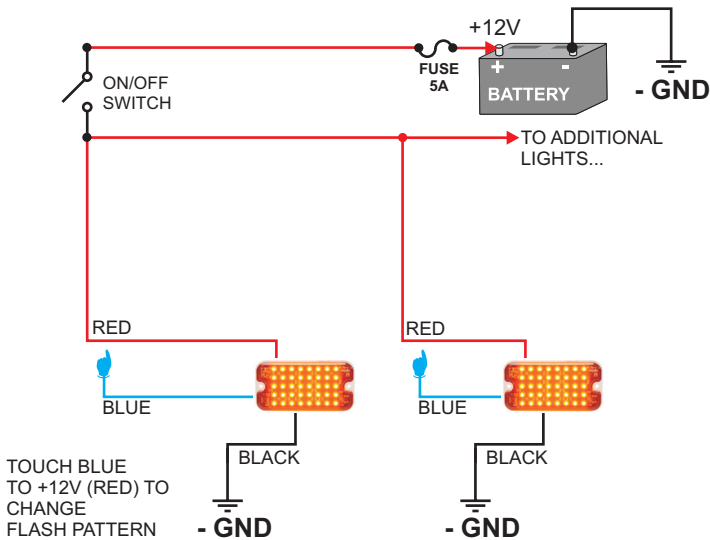 +12V
ON/OFF
SWITCH
FUSE
5A
+ -
BATTERY
- GND
TO ADDITIONAL
LIGHTS...
RED
RED
BLUE
BLUE
BLACK
BLACK
TOUCH BLUE
TO +12V (RED) TO
CHANGE
FLASH PATTERN
- GND
- GND